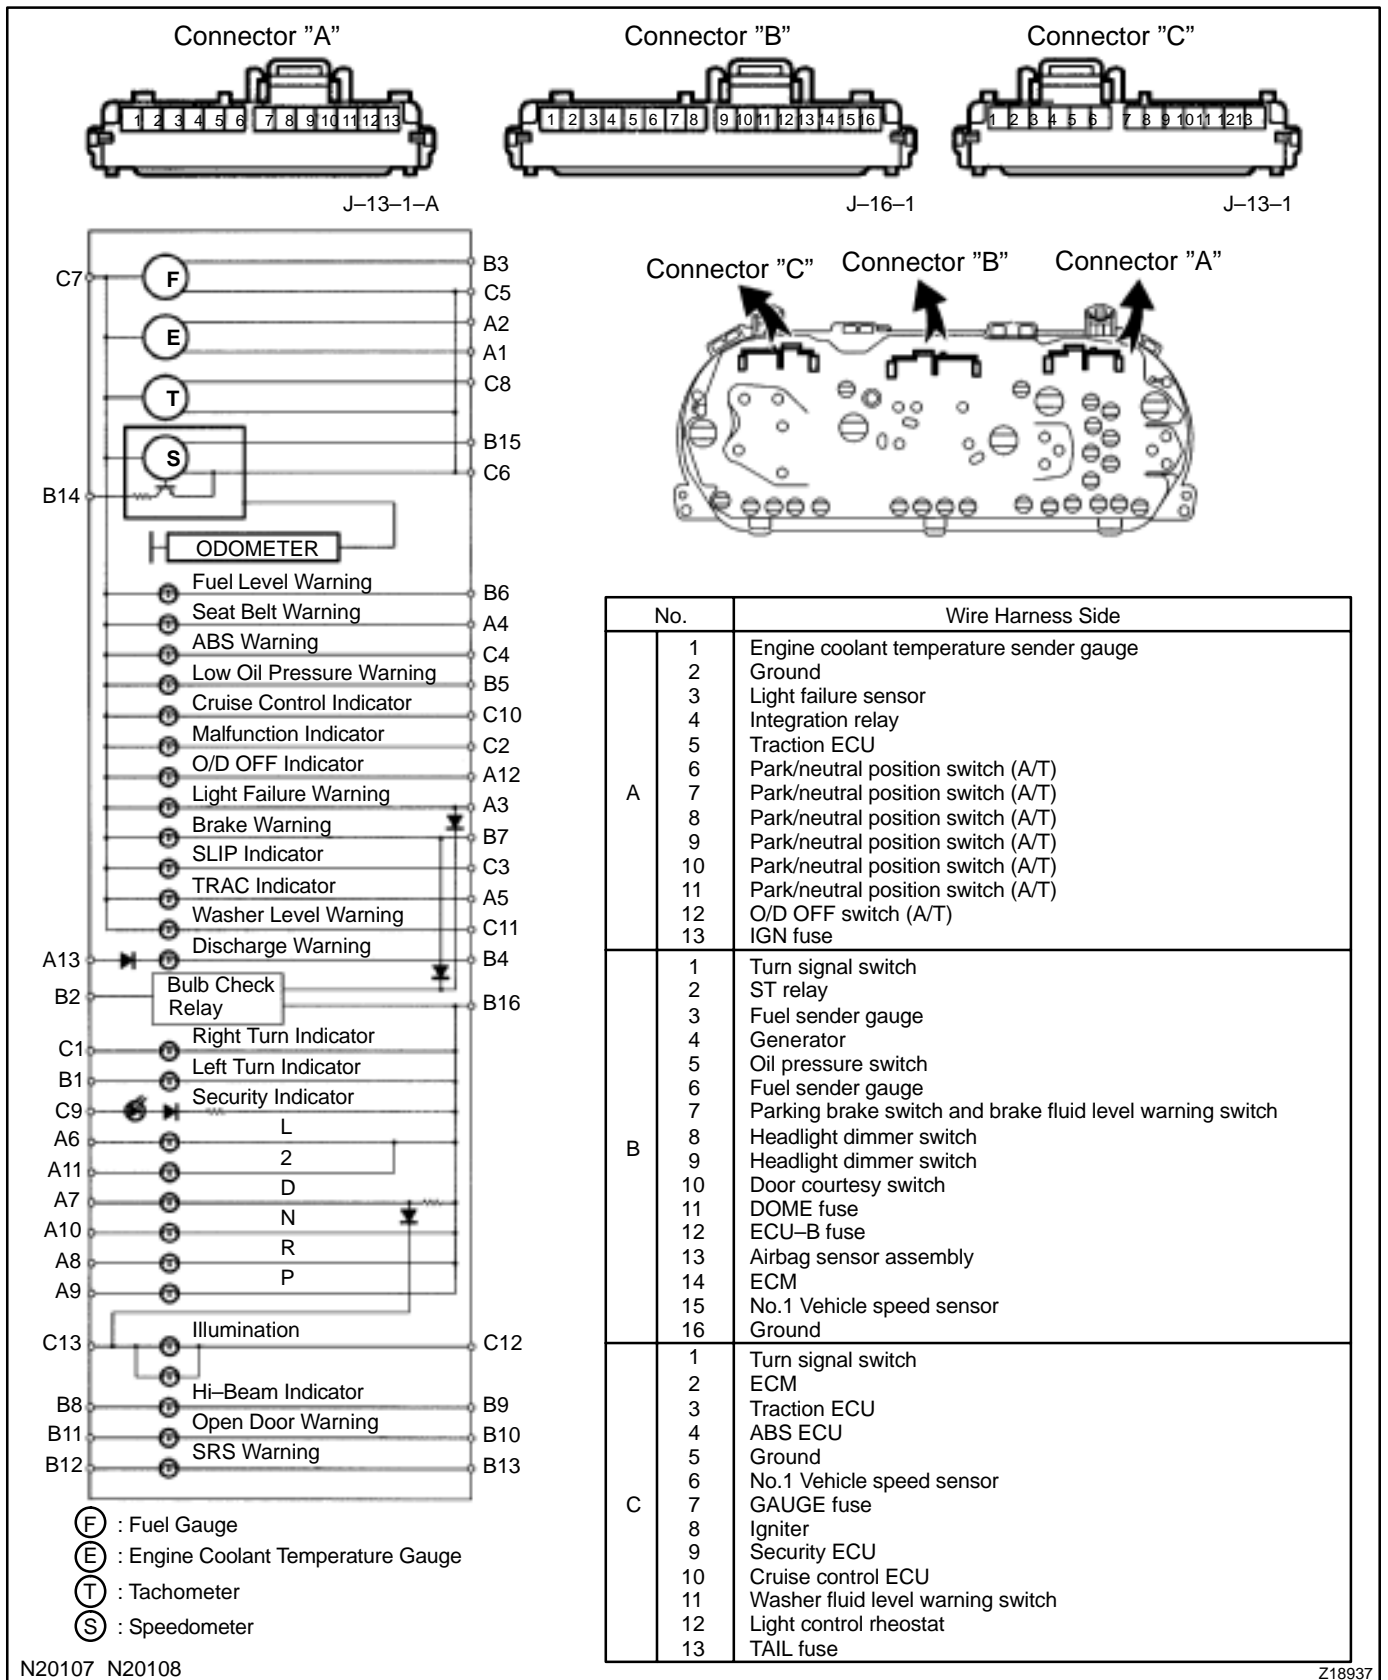 Connector ”A”
Connector ”B”
Connector ”C”
1 2 3 4 5 6 7 8 9 10 11 12 13
1 2 3 4 5 6 7 8 9 10 11 12 13 14 15 16
1 2 3 4 5 6 7 8 9 10 11 12 13
J–13–1–A
J–16–1
J–13–1
C7
F
B3
C5
E
A2
A1
T
C8
S
B15
C6
B14
ODOMETER
Fuel Level Warning
B6
Seat Belt Warning
A4
ABS Warning
C4
Low Oil Pressure Warning
B5
Cruise Control Indicator
C10
Malfunction Indicator
C2
O/D OFF Indicator
A12
Light Failure Warning
A3
Brake Warning
B7
SLIP Indicator
C3
TRAC Indicator
A5
Washer Level Warning
C11
Discharge Warning
A13
B4
B2
Bulb Check
Relay
B16
Right Turn Indicator
C1
Left Turn Indicator
B1
Security Indicator
C9
L
A6
2
A11
D
A7
N
A10
R
A8
P
A9
Illumination
C13
C12
Hi–Beam Indicator
B8
B9
Open Door Warning
B11
B10
SRS Warning
B12
B13
F : Fuel Gauge
E : Engine Coolant Temperature Gauge
T : Tachometer
S : Speedometer
N20107 N20108
Connector ”C”
Connector ”B”
Connector ”A”
No. Wire Harness Side
A
1 Engine coolant temperature sender gauge
2 Ground
3 Light failure sensor
4 Integration relay
5 Traction ECU
6 Park/neutral position switch (A/T)
7 Park/neutral position switch (A/T)
8 Park/neutral position switch (A/T)
9 Park/neutral position switch (A/T)
10 Park/neutral position switch (A/T)
11 Park/neutral position switch (A/T)
12 O/D OFF switch (A/T)
13 IGN fuse
B
1 Turn signal switch
2 ST relay
3 Fuel sender gauge
4 Generator
5 Oil pressure switch
6 Fuel sender gauge
7 Parking brake switch and brake fluid level warning switch
8 Headlight dimmer switch
9 Headlight dimmer switch
10 Door courtesy switch
11 DOME fuse
12 ECU–B fuse
13 Airbag sensor assembly
14 ECM
15 No.1 Vehicle speed sensor
16 Ground
C
1 Turn signal switch
2 ECM
3 Traction ECU
4 ABS ECU
5 Ground
6 No.1 Vehicle speed sensor
7 GAUGE fuse
8 Igniter
9 Security ECU
10 Cruise control ECU
11 Washer fluid level warning switch
12 Light control rheostat
13 TAIL fuse
Z18937